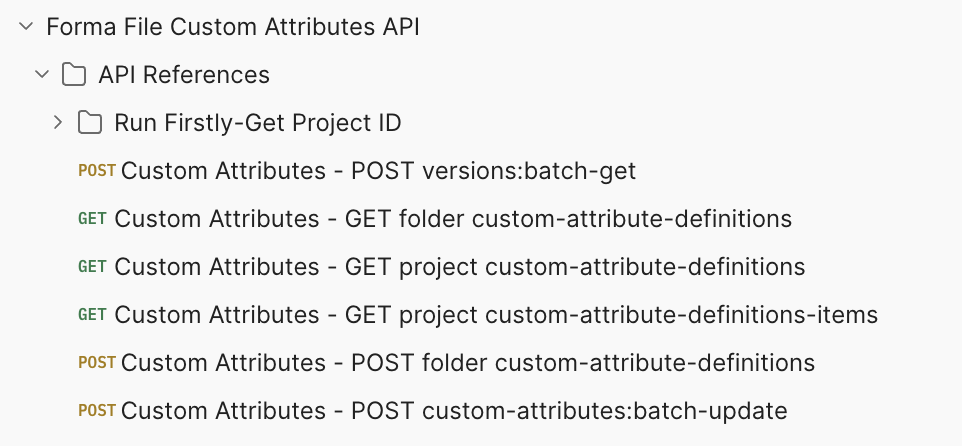 Forma File Custom Attributes API
API References
Run Firstly-Get Project ID
POST Custom Attributes - POST versions:batch-get
GET Custom Attributes - GET folder custom-attribute-definitions
GET Custom Attributes - GET project custom-attribute-definitions
GET Custom Attributes - GET project custom-attribute-definitions-items
POST Custom Attributes - POST folder custom-attribute-definitions
POST Custom Attributes - POST custom-attributes:batch-update